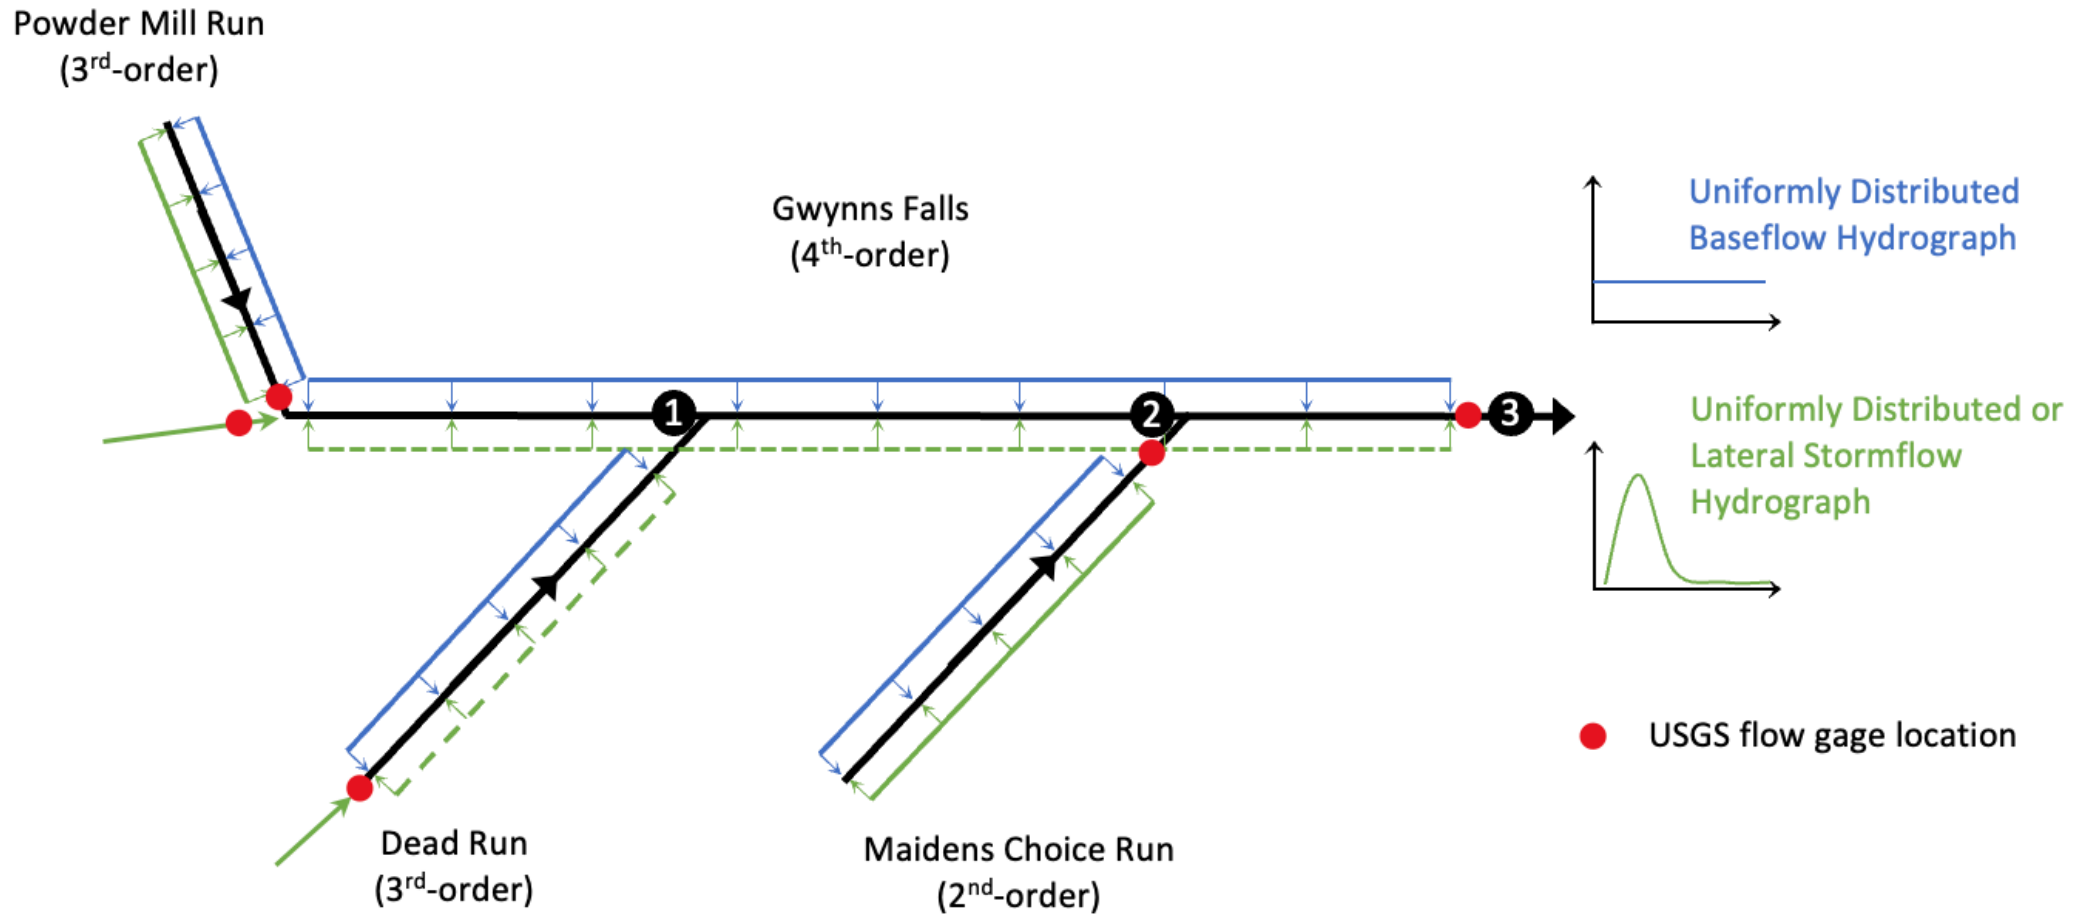 Powder Mill Run
(3rd-order)
Gwynns Falls
(4th-order)
Uniformly Distributed
Baseflow Hydrograph
1
2
3
Uniformly Distributed or
Lateral Stormflow
Hydrograph
USGS flow gage location
Dead Run
(3rd-order)
Maidens Choice Run
(2nd-order)